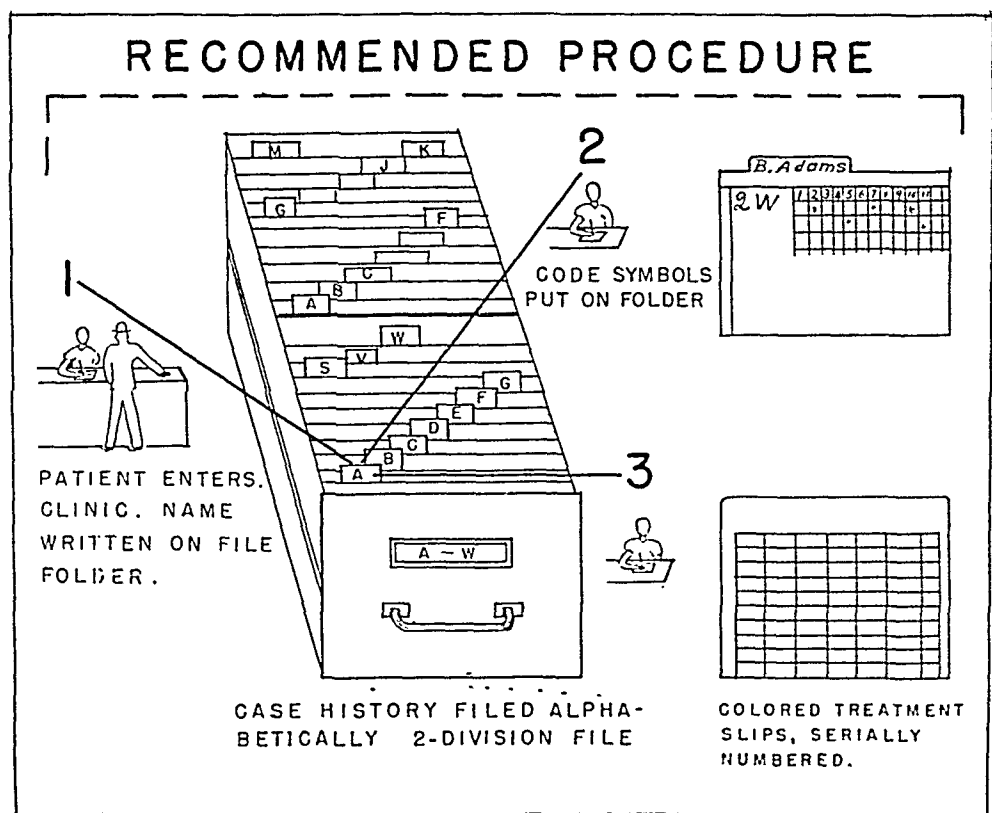 RECOMMENDED PROCEDURE
1
2
3
M
K
J
G
F
C
B
A
W
V
S
G
F
E
D
C
B
A
A - W
PATIENT ENTERS.
CLINIC. NAME
WRITTEN ON FILE
FOLDER.
CODE SYMBOLS
PUT ON FOLDER
B. Adams
2W
1 2 3 4 5 6 7 8 9 10 11
CASE HISTORY FILED ALPHA-
BETICALLY 2-DIVISION FILE
COLORED TREATMENT
SLIPS, SERIALLY
NUMBERED.